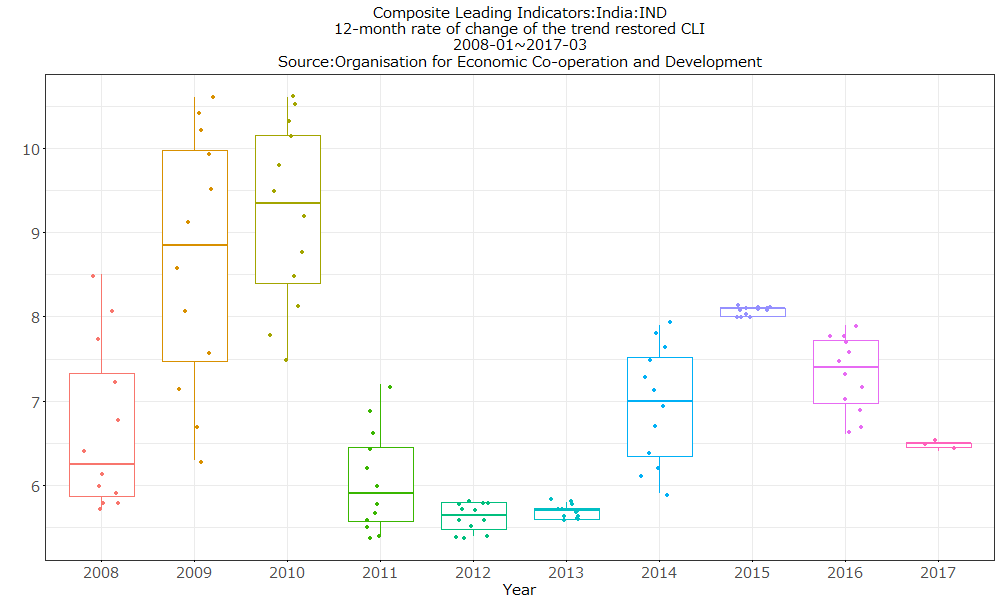 Composite Leading Indicators:India:IND
12-month rate of change of the trend restored CLI
2008-01~2017-03
Source:Organisation for Economic Co-operation and Development
10
9
8
7
6
2008 2009 2010 2011 2012 2013 2014 2015 2016 2017
Year